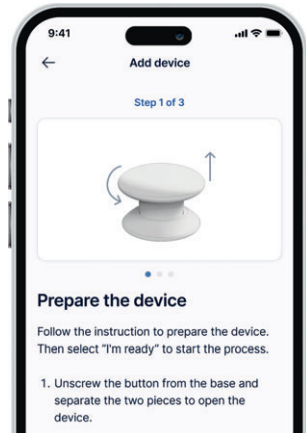 9:41
Add device
Step 1 of 3
Prepare the device
Follow the instruction to prepare the device.
Then select "I'm ready" to start the process.
1. Unscrew the button from the base and
separate the two pieces to open the
device.